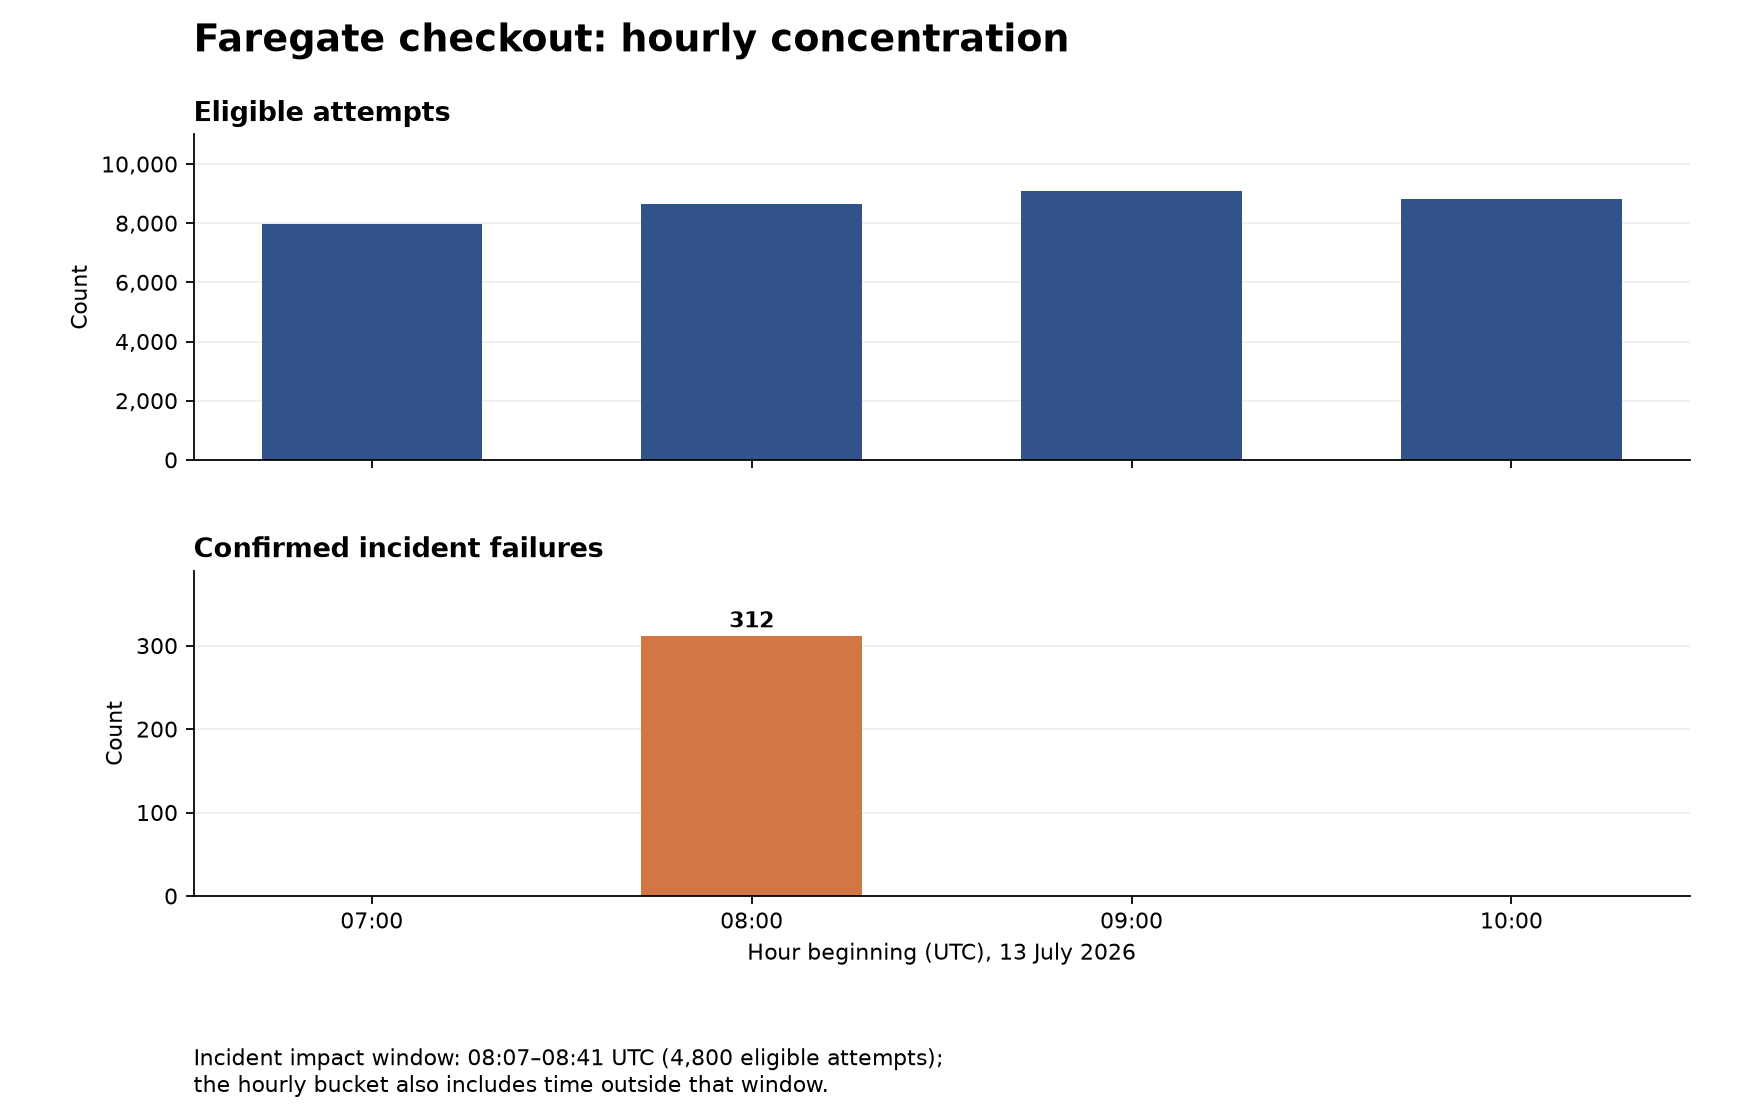 Faregate checkout: hourly concentration
Eligible attempts
Count
10,000
8,000
6,000
4,000
2,000
0
Confirmed incident failures
Count
312
300
200
100
0
07:00 08:00 09:00 10:00
Hour beginning (UTC), 13 July 2026
Incident impact window: 08:07–08:41 UTC (4,800 eligible attempts);
the hourly bucket also includes time outside that window.